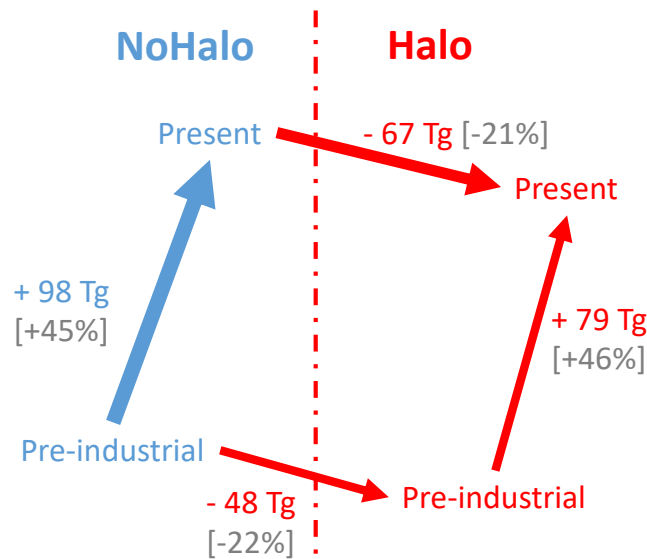 NoHalo
Halo
Present
- 67 Tg [-21%]
Present
+ 98 Tg
[+45%]
+ 79 Tg
[+46%]
Pre-industrial
- 48 Tg
[-22%]
Pre-industrial